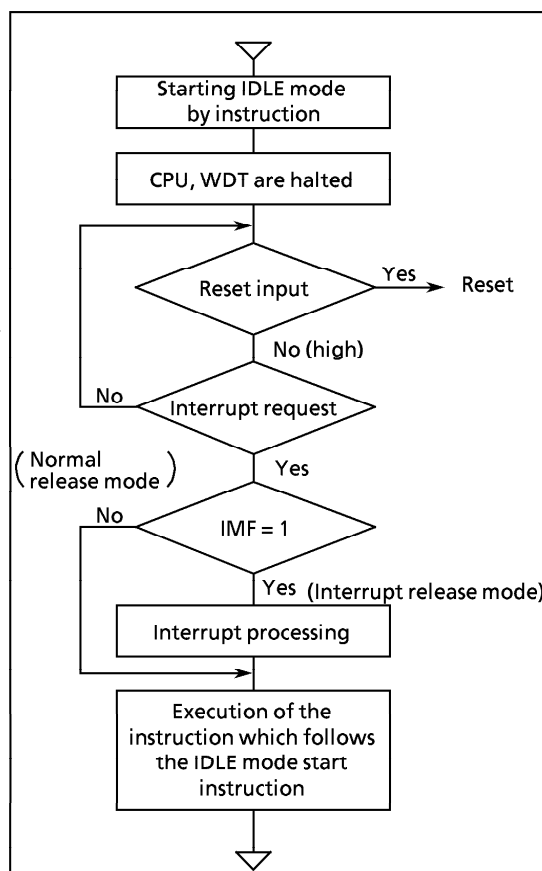 Starting IDLE mode
by instruction
CPU, WDT are halted
Reset input
Yes
Reset
No (high)
No
Interrupt request
(Normal
release mode)
Yes
No
IMF = 1
Yes (Interrupt release mode)
Interrupt processing
Execution of the
instruction which follows
the IDLE mode start
instruction